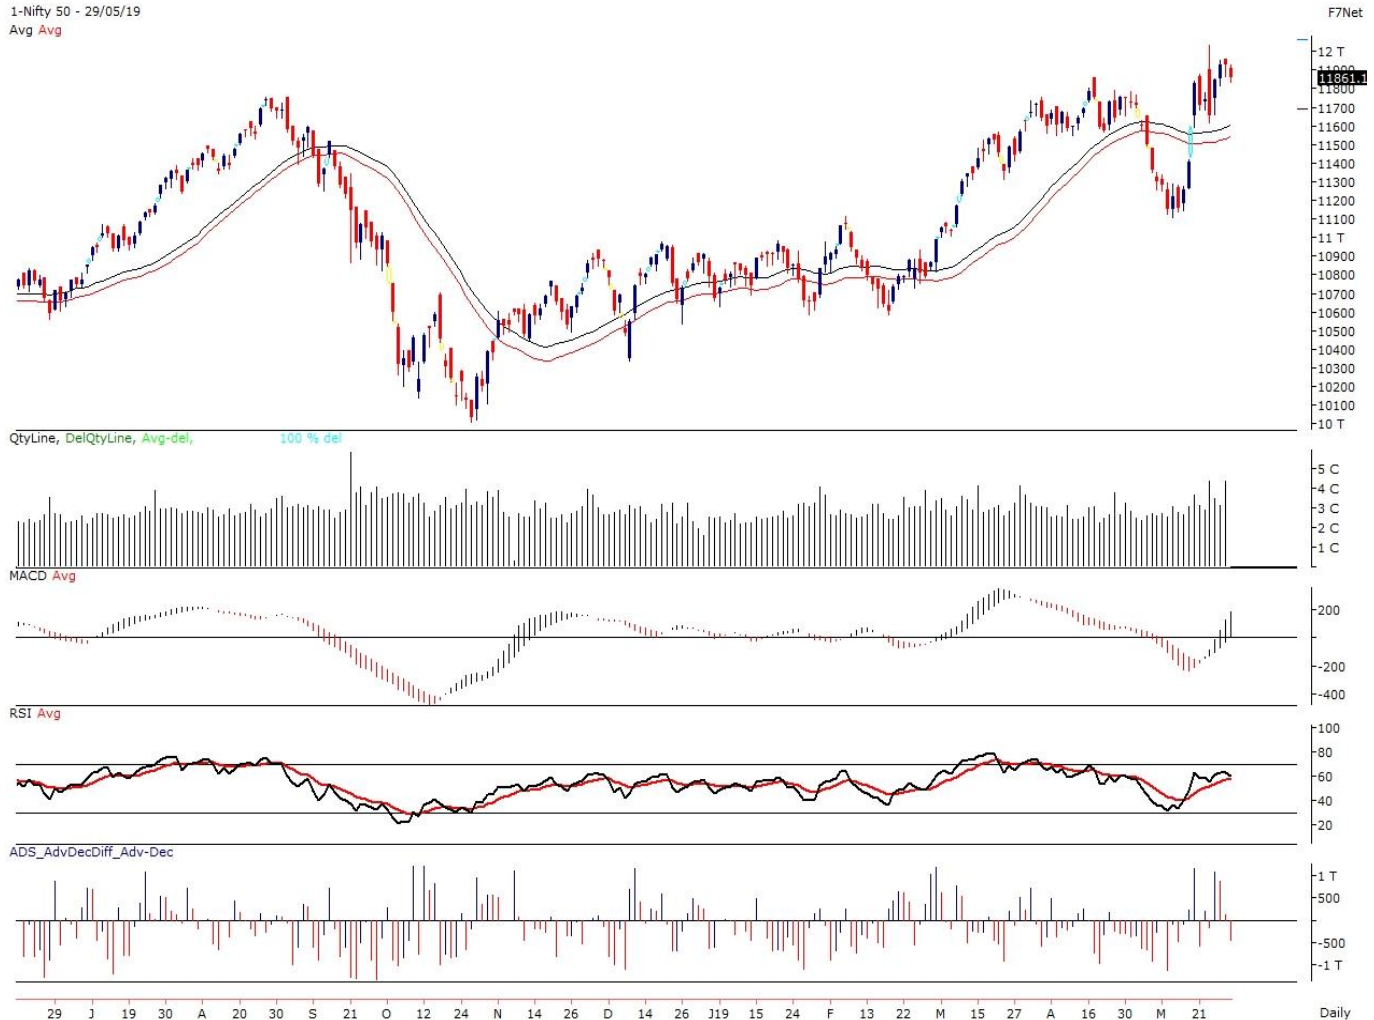 1-Nifty 50 - 29/05/19
F7Net
Avg Avg
12 T
11900
11861.1
11800
11700
11600
11500
11400
11300
11200
11100
11 T
10900
10800
10700
10600
10500
10400
10300
10200
10100
10 T
QtyLine, DelQtyLine, Avg-del, 100 % del
5 C
4 C
3 C
2 C
1 C
MACD Avg
200
-200
-400
RSI Avg
100
80
60
40
20
ADS_AdvDecDiff_Adv-Dec
1 T
500
-500
-1 T
29 J 19 30 A 20 30 S 21 O 12 24 N 14 26 D 14 26 J19 15 24 F 13 22 M 15 27 A 16 30 M 21 Daily